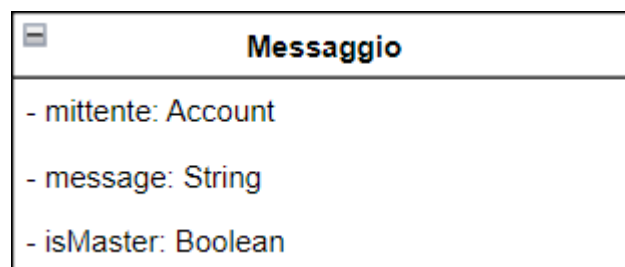 Messaggio
- mittente: Account
- message: String
- isMaster: Boolean